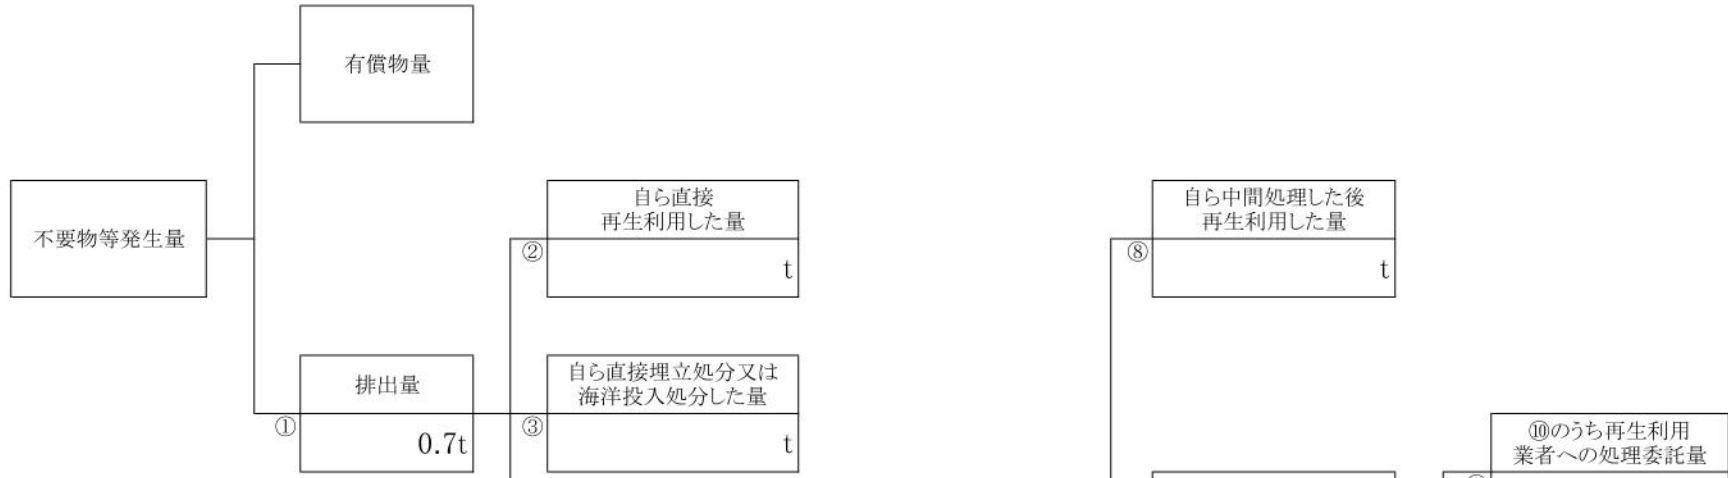 有償物量
不要物等発生量
自ら直接
再生利用した量
②
t
自ら中間処理した後
再生利用した量
⑧
t
排出量
①
0.7t
自ら直接埋立処分又は
海洋投入処分した量
③
t
⑩のうち再生利用
業者への処理委託量